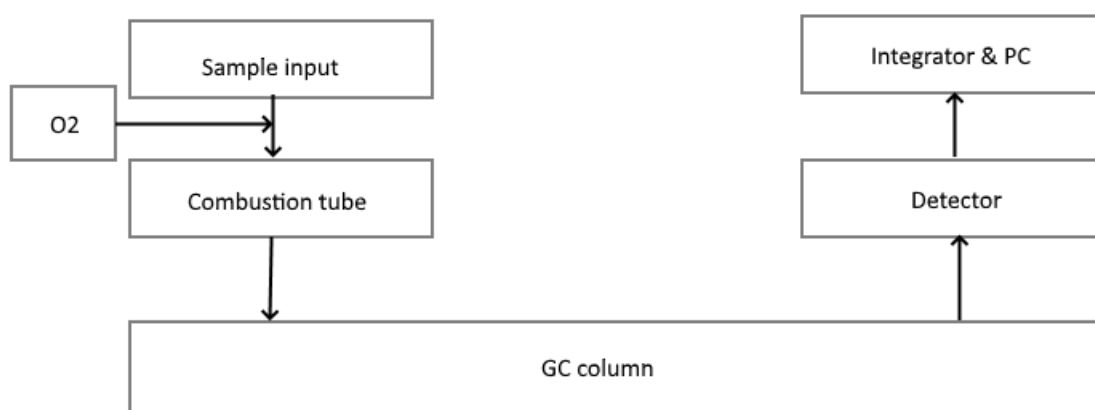 Sample input
O2
Combustion tube
GC column
Detector
Integrator & PC